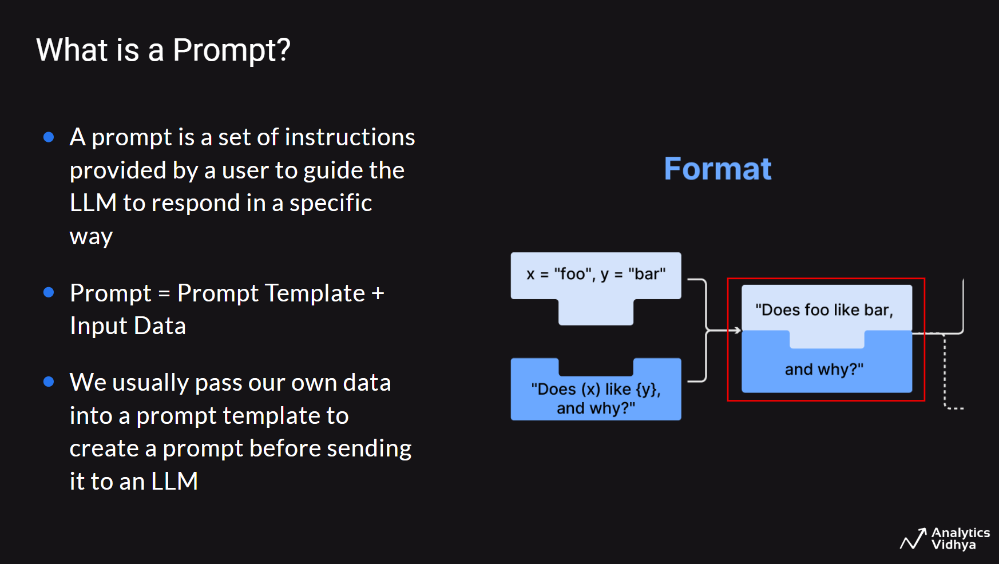 What is a Prompt?
A prompt is a set of instructions
provided by a user to guide the
LLM to respond in a specific
way
Prompt = Prompt Template +
Input Data
We usually pass our own data
into a prompt template to
create a prompt before sending
it to an LLM
Format
x = "foo", y = "bar"
"Does (x) like {y},
and why?"
"Does foo like bar,
and why?"
Analytics
Vidhya